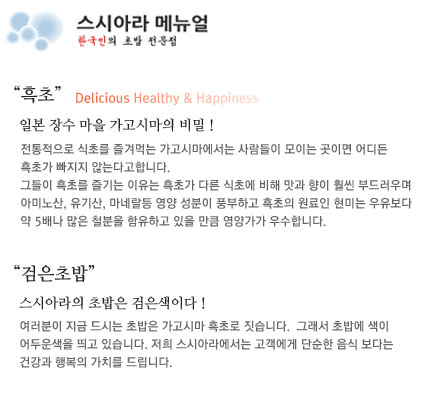 스시아라 메뉴얼
한국인의 초밥 전문점
“흑초” Delicious Healthy & Happiness
일본 장수 마을 가고시마의 비밀 !
전통적으로 식초를 즐겨먹는 가고시마에서는 사람들이 모이는 곳이면 어디든
흑초가 빠지지 않는다고합니다.
그들이 흑초를 즐기는 이유는 흑초가 다른 식초에 비해 맛과 향이 훨씬 부드러우며
아미노산, 유기산, 마네랄등 영양 성분이 풍부하고 흑초의 원료인 현미는 우유보다
약 5배나 많은 철분을 함유하고 있을 만큼 영양가가 우수합니다.
“검은초밥”
스시아라의 초밥은 검은색이다 !
여러분이 지금 드시는 초밥은 가고시마 흑초로 짓습니다. 그래서 초밥에 색이
어두운색을 띄고 있습니다. 저희 스시아라에서는 고객에게 단순한 음식 보다는
건강과 행복의 가치를 드립니다.